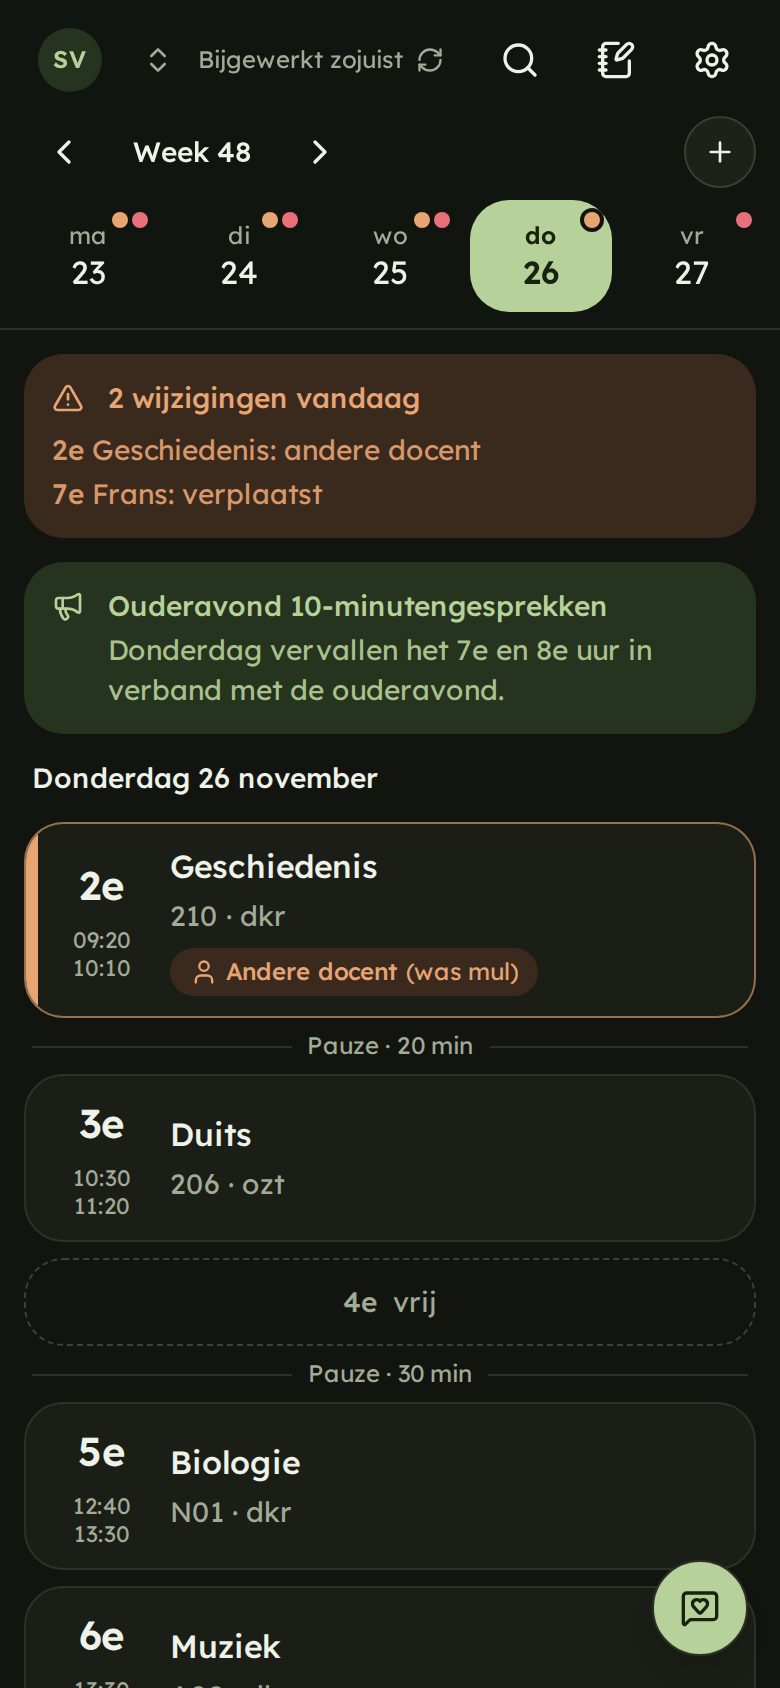 SV
Bijgewerkt zojuist
Week 48
ma di wo do vr
23 24 25 26 27
2 wijzigingen vandaag
2e Geschiedenis: andere docent
7e Frans: verplaatst
Ouderavond 10-minutengesprekken
Donderdag vervallen het 7e en 8e uur in
verband met de ouderavond.
Donderdag 26 november
2e
09:20
10:10
Geschiedenis
210 · dkr
Andere docent (was mul)
Pauze · 20 min
3e
10:30
11:20
Duits
206 · ozt
4e vrij
Pauze · 30 min
5e
12:40
13:30
Biologie
N01 · dkr
6e
Muziek
13:30